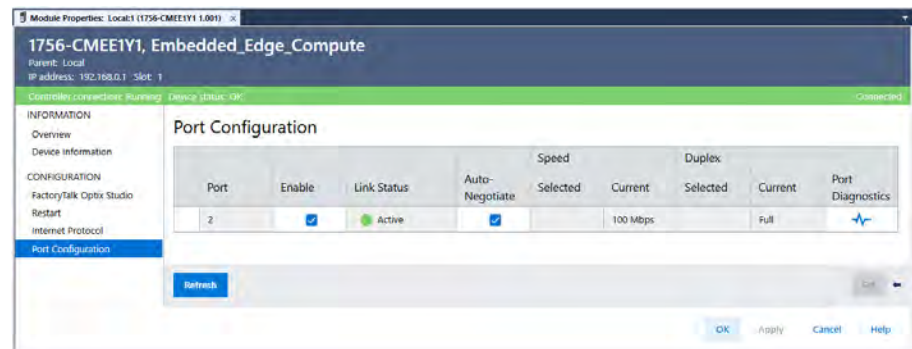 Module Properties: Local:1 (1756-CMEE1Y1 1.001) ×
1756-CMEE1Y1, Embedded_Edge_Compute
Parent: Local
IP address: 192.168.0.1 Slot: 1
Controller connection: Running Device status: OK Connected
INFORMATION
Overview
Device Information
CONFIGURATION
FactoryTalk Optix Studio
Restart
Internet Protocol
Port Configuration
Port Configuration
Speed Duplex
Port Enable Link Status Auto-Negotiate Selected Current Selected Current Port Diagnostics
2 Active 100 Mbps Full
Refresh Set
OK Apply Cancel Help